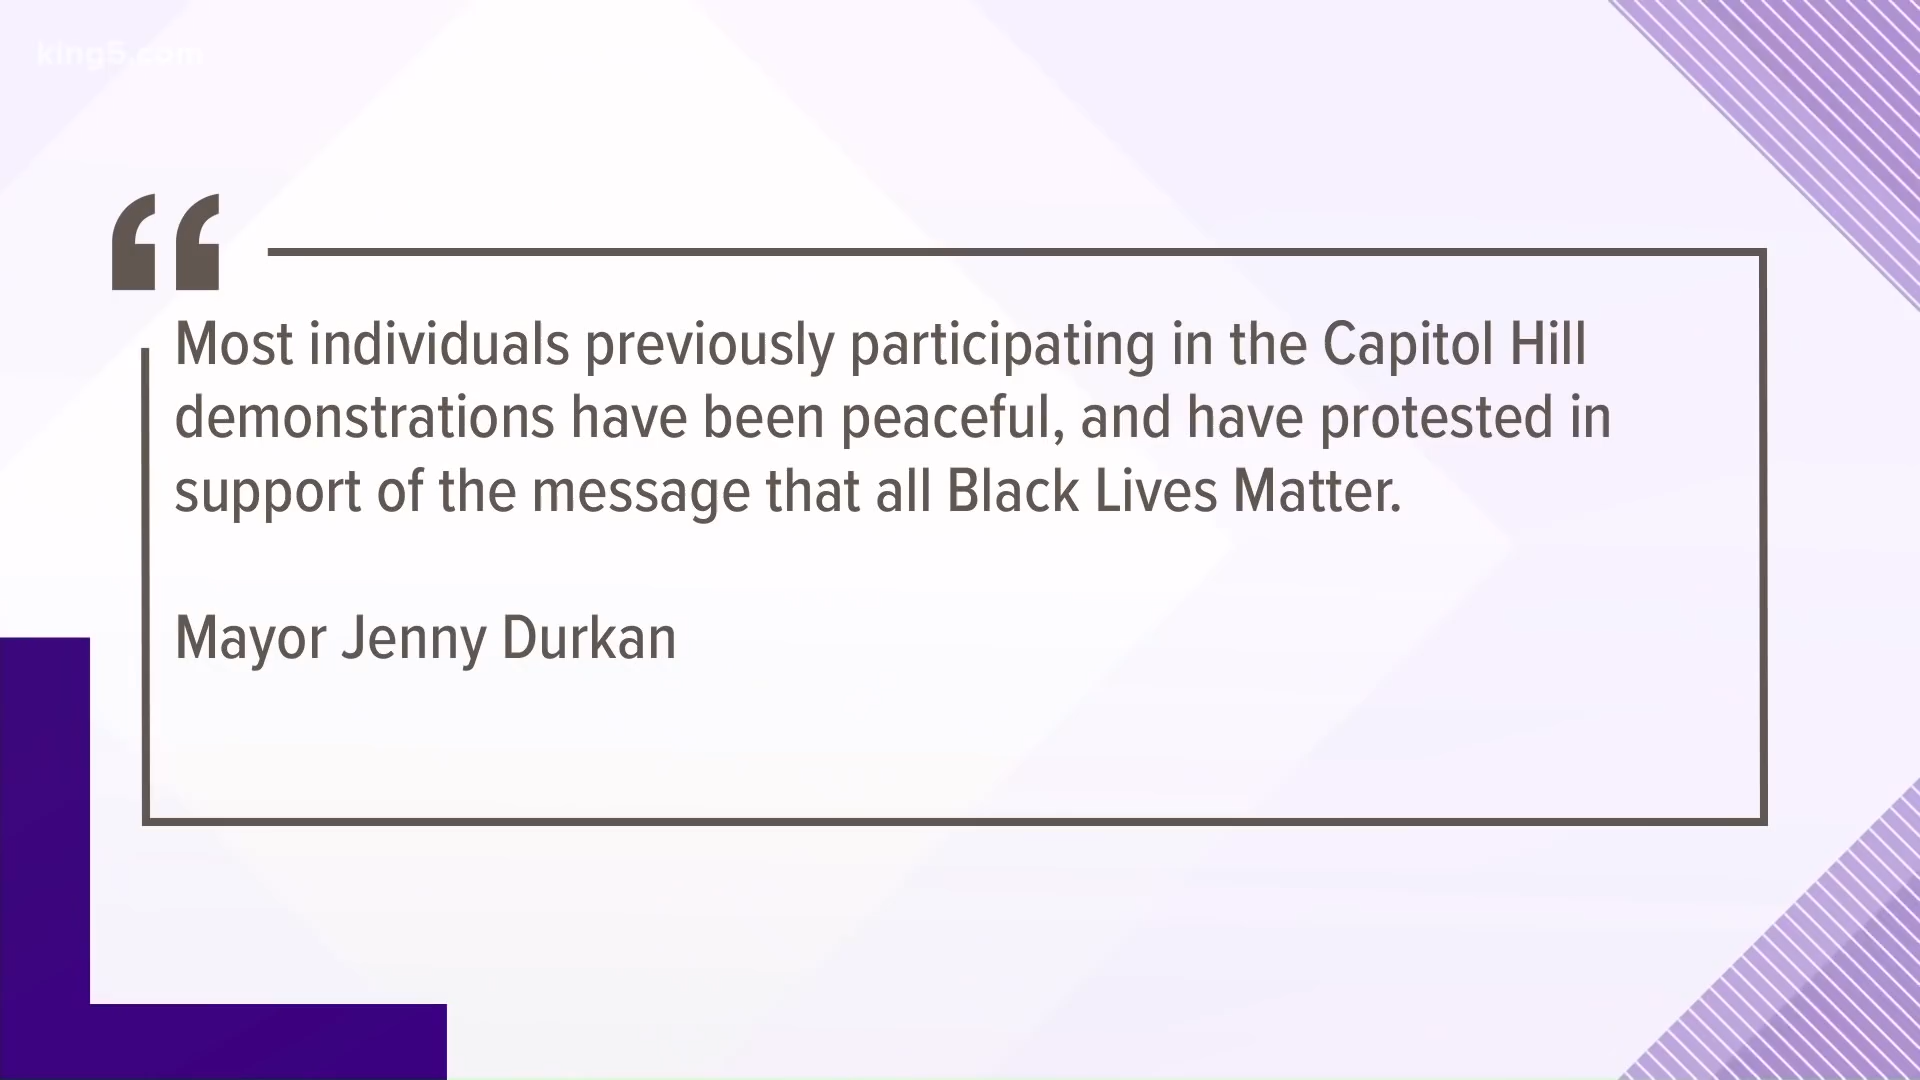 king5.com
“
Most individuals previously participating in the Capitol Hill
demonstrations have been peaceful, and have protested in
support of the message that all Black Lives Matter.
Mayor Jenny Durkan